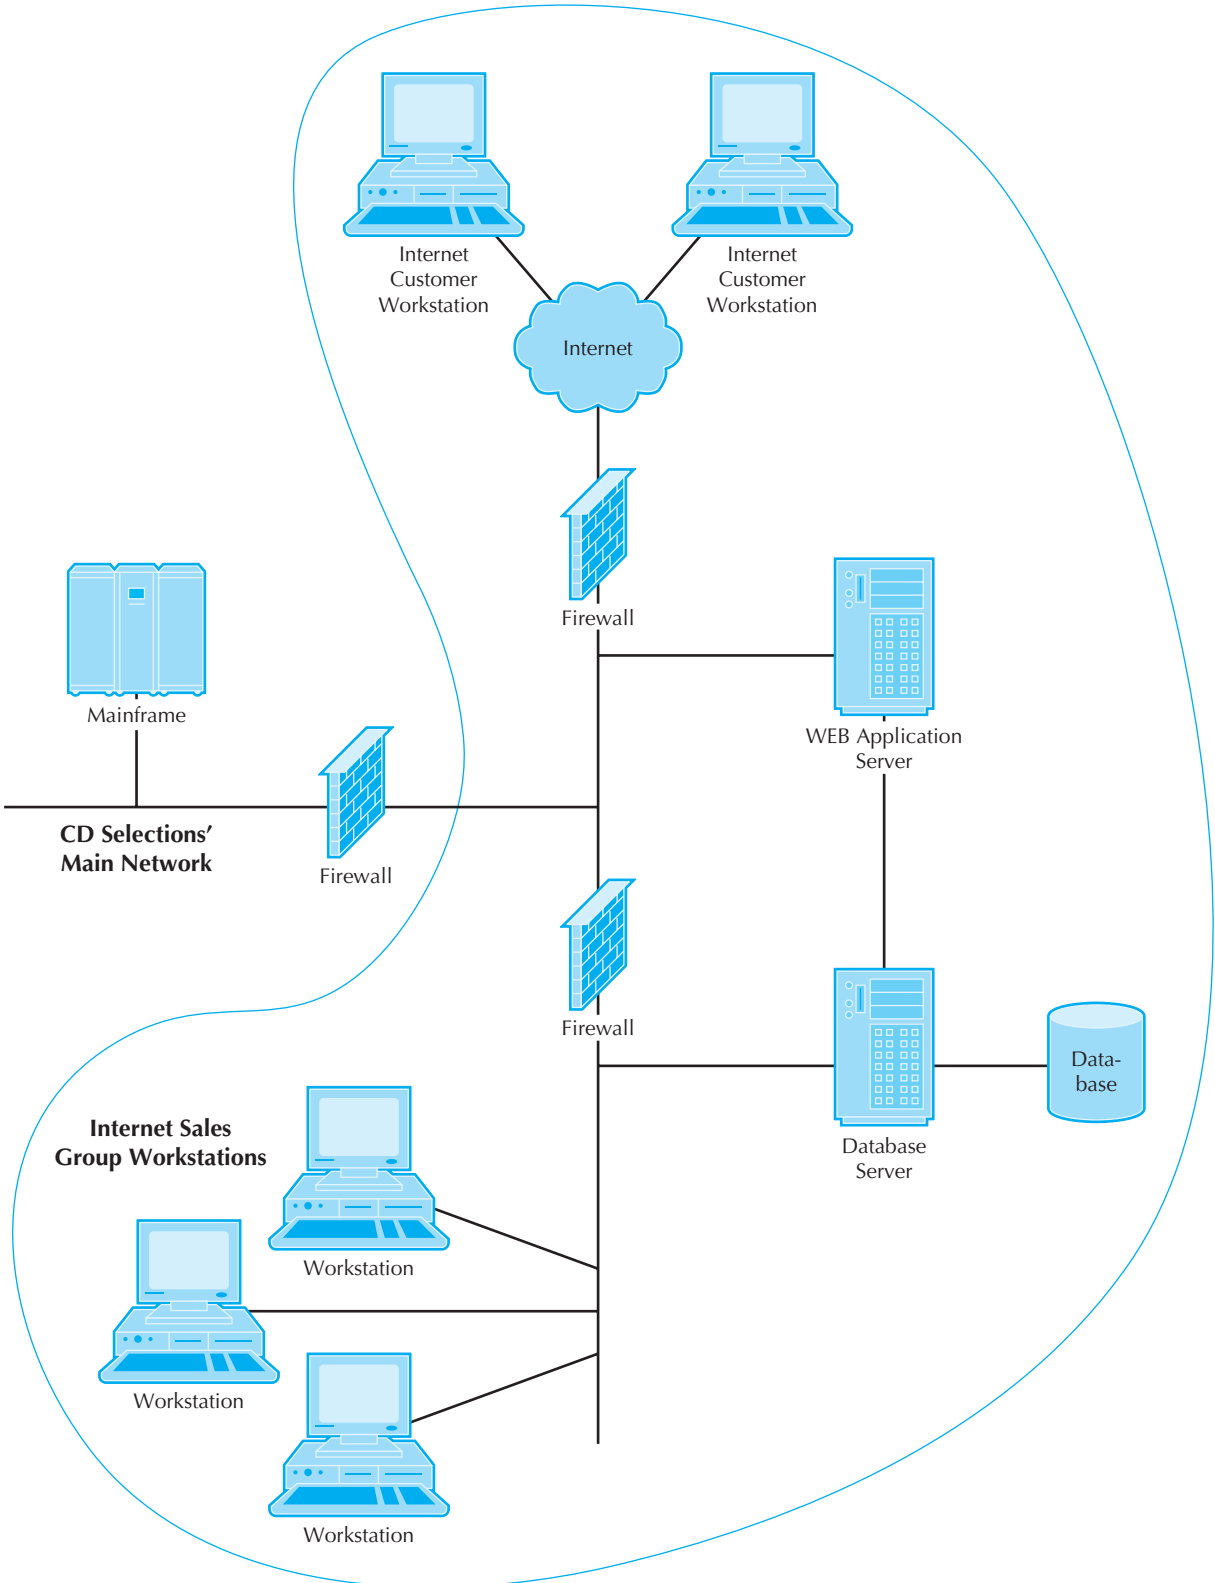 Internet
Customer
Workstation
Internet
Customer
Workstation
Internet
Firewall
Mainframe
WEB Application
Server
CD Selections’
Main Network
Firewall
Firewall
Data-
base
Internet Sales
Group Workstations
Database
Server
Workstation
Workstation
Workstation